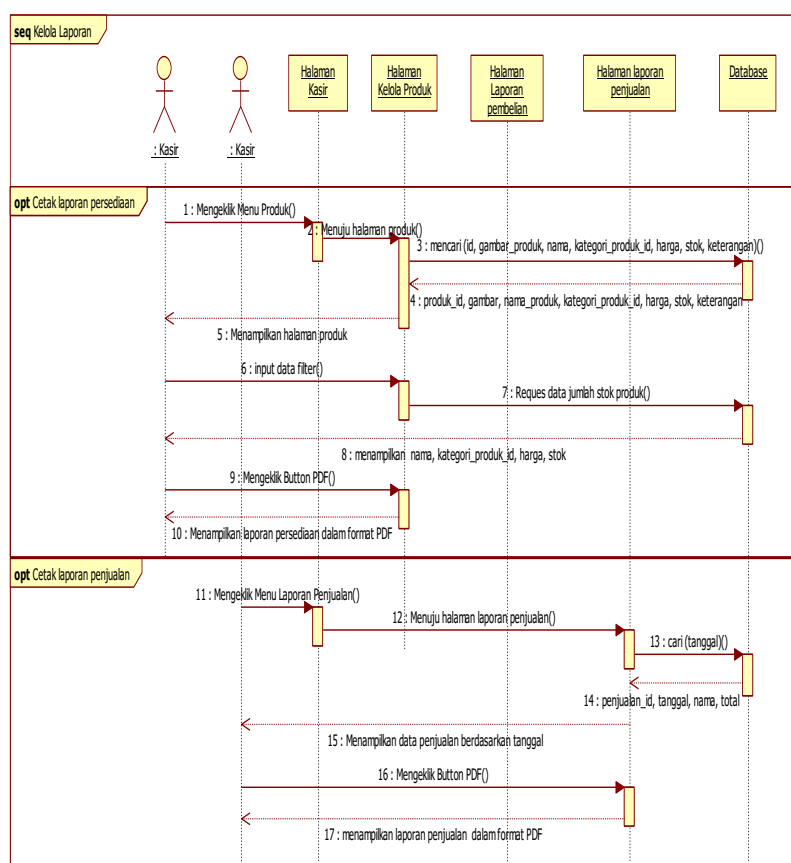 seq Kelola Laporan
: Kasir
: Kasir
Halaman
Kasir
Halaman
Kelola Produk
Halaman
Laporan
pembelian
Halaman laporan
penjualan
Database
opt Cetak laporan persediaan
1 : Mengeklik Menu Produk()
2 : Menuju halaman produk()
3 : mencari (id, gambar_produk, nama, kategori_produk_id, harga, stok, keterangan)()
4 : produk_id, gambar, nama_produk, kategori_produk_id, harga, stok, keterangan
5 : Menampilkan halaman produk
6 : input data filter()
7 : Reques data jumlah stok produk()
8 : menampilkan nama, kategori_produk_id, harga, stok
9 : Mengeklik Button PDF()
10 : Menampilkan laporan persediaan dalam format PDF
opt Cetak laporan penjualan
11 : Mengeklik Menu Laporan Penjualan()
12 : Menuju halaman laporan penjualan()
13 : cari (tanggal)()
14 : penjualan_id, tanggal, nama, total
15 : Menampilkan data penjualan berdasarkan tanggal
16 : Mengeklik Button PDF()
17 : menampilkan laporan penjualan dalam format PDF